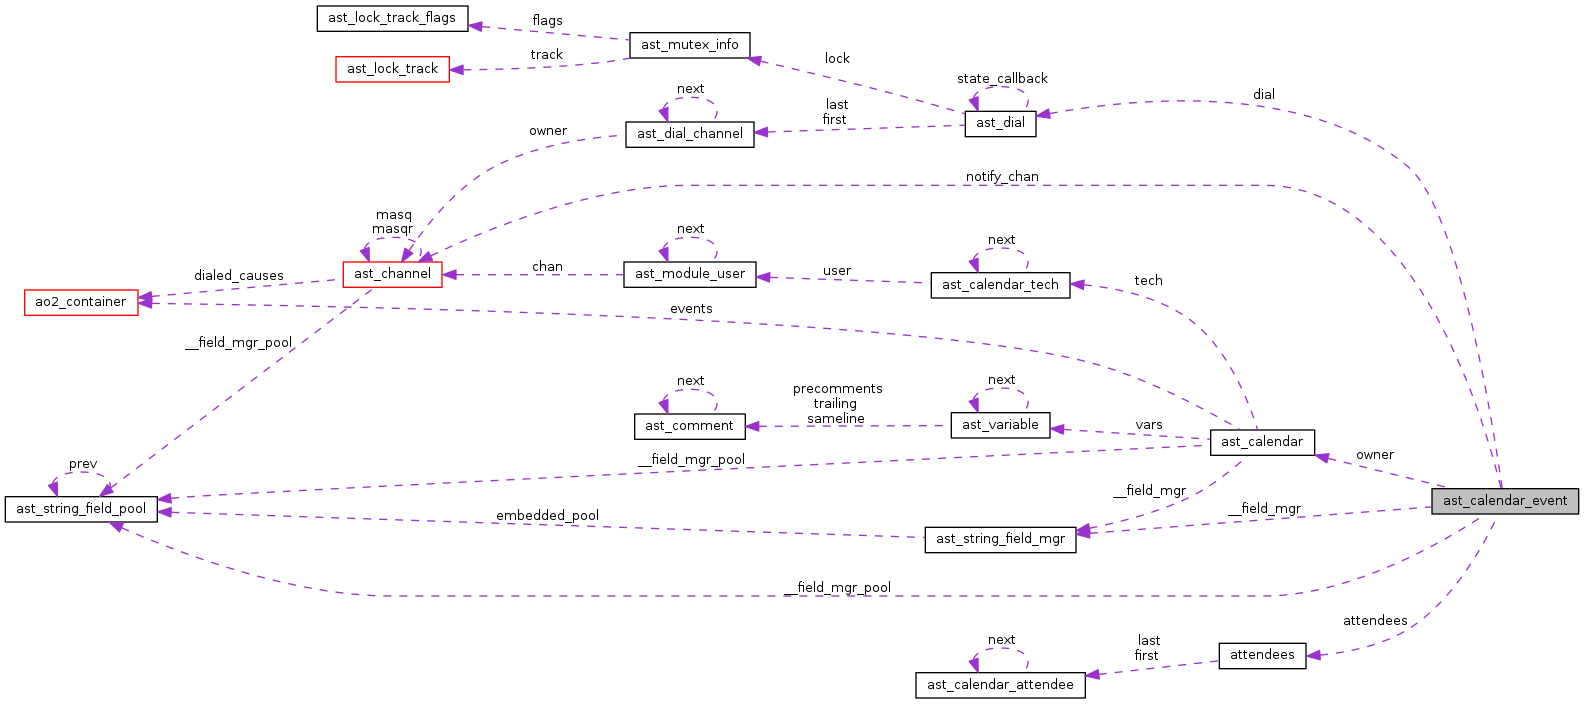 ast_lock_track_flags
flags
ast_mutex_info
track
ast_lock_track
lock
state_callback
dial
next
last
first
ast_dial
ast_dial_channel
owner
notify_chan
masq
masqr
next
next
ast_channel
chan
ast_module_user
user
ast_calendar_tech
tech
dialed_causes
ao2_container
events
__field_mgr_pool
next
precomments
trailing
sameline
next
ast_comment
ast_variable
vars
ast_calendar
prev
__field_mgr_pool
owner
ast_string_field_pool
embedded_pool
__field_mgr
__field_mgr
ast_calendar_event
ast_string_field_mgr
__field_mgr_pool
attendees
next
last
first
attendees
ast_calendar_attendee